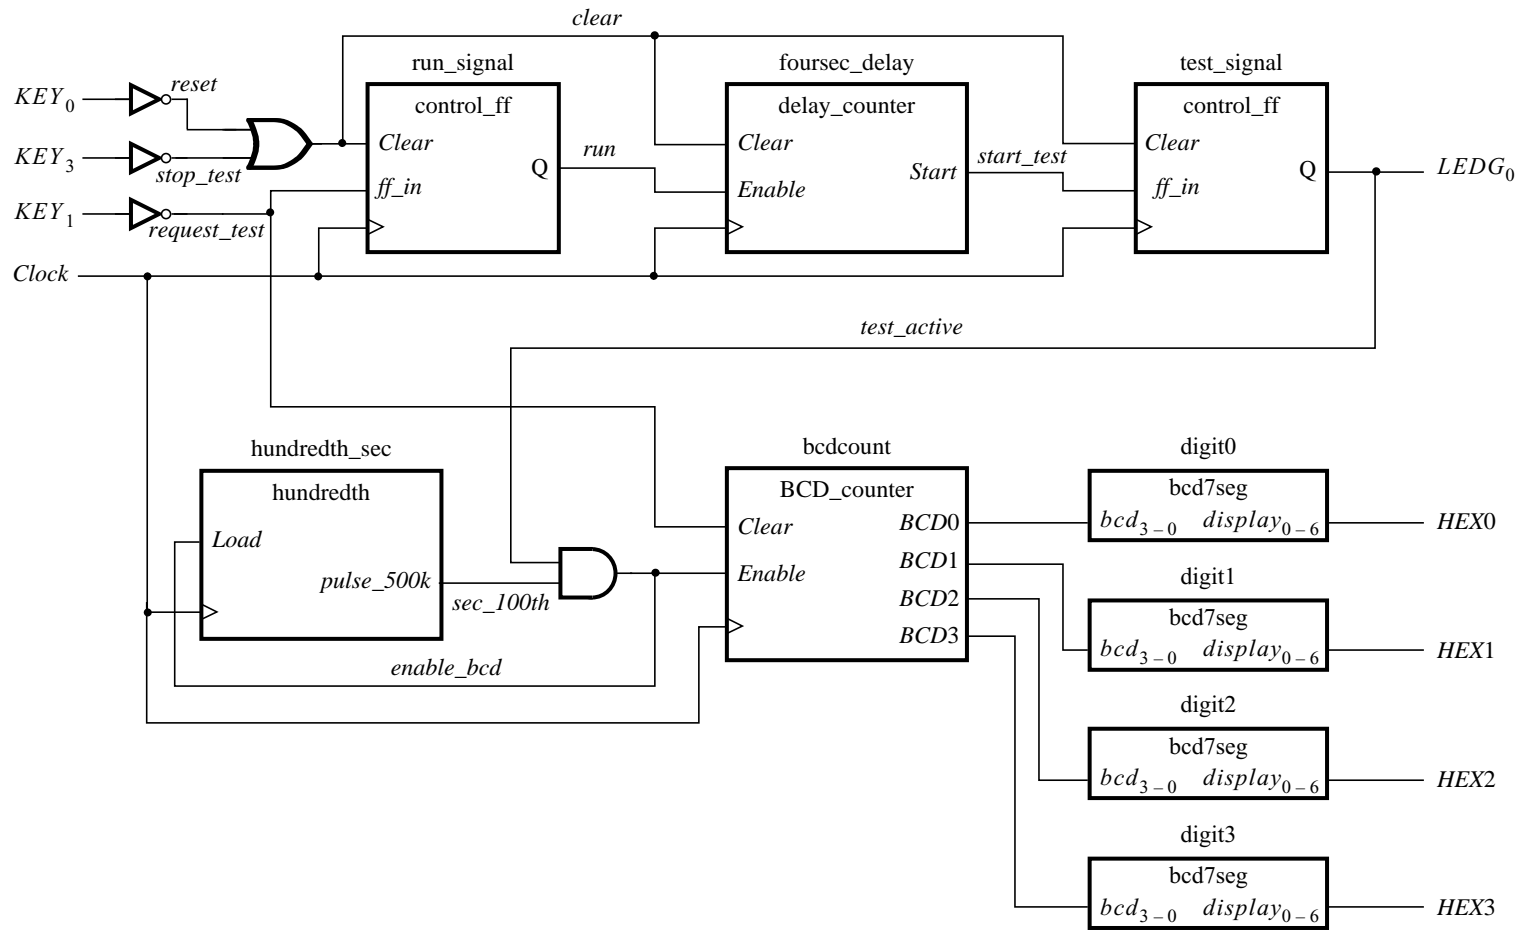 clear
run_signal
foursec_delay
test_signal
KEY0
reset
control_ff
delay_counter
control_ff
Clear
Clear
Clear
KEY3
stop_test
Q
run
Start
start_test
Q
LEDG0
ff_in
Enable
ff_in
KEY1
request_test
Clock
test_active
hundredth_sec
bcdcount
digit0
hundredth
BCD_counter
bcd7seg
Load
Clear
BCD0
bcd3–0 display0–6
HEX0
pulse_500k
sec_100th
Enable
BCD1
digit1
BCD2
bcd7seg
BCD3
bcd3–0 display0–6
HEX1
enable_bcd
digit2
bcd7seg
bcd3–0 display0–6
HEX2
digit3
bcd7seg
bcd3–0 display0–6
HEX3